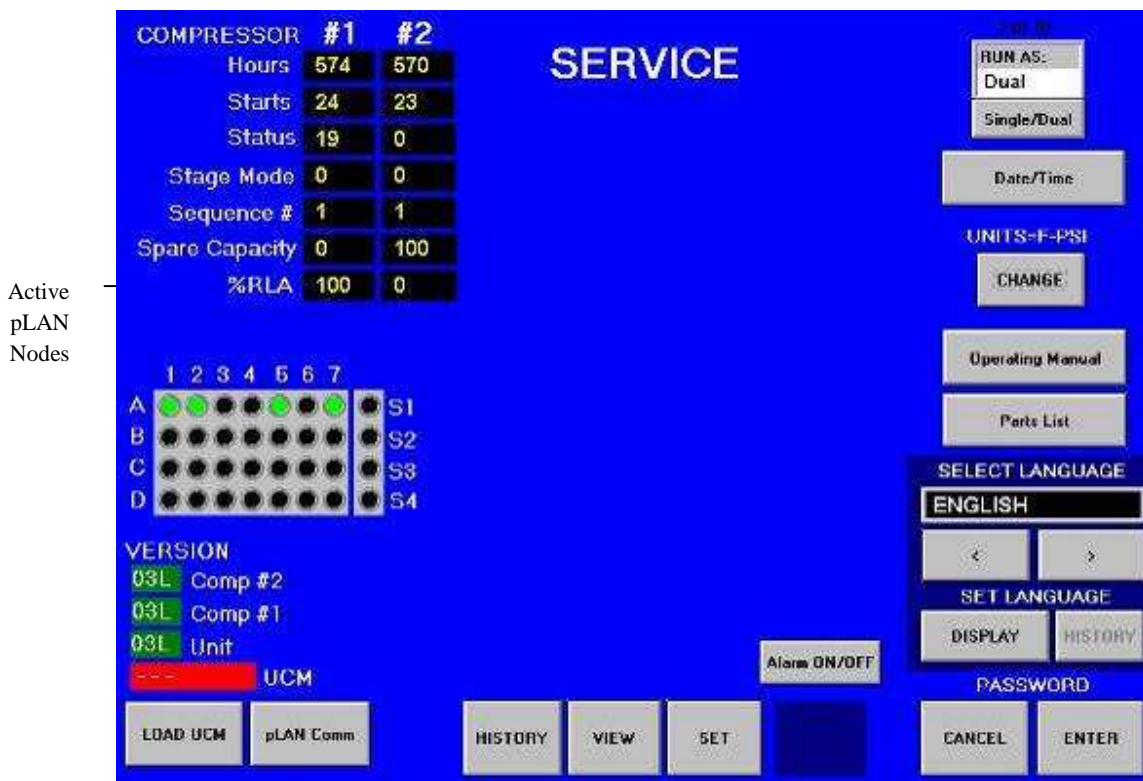 COMPRESSOR #1 #2
Hours 574 570
Starts 24 23
Status 19 0
Stage Mode 0 0
Sequence # 1 1
Spare Capacity 0 100
%RLA 100 0
SERVICE
RUN AS:
Dual
Single/Dual
Date/Time
UNITS=F-PSI
CHANGE
Operating Manual
Parts List
SELECT LANGUAGE
ENGLISH
< >
SET LANGUAGE
DISPLAY HISTORY
PASSWORD
CANCEL ENTER
Active
pLAN
Nodes
1 2 3 4 5 6 7
A S1
B S2
C S3
D S4
VERSION
03L Comp #2
03L Comp #1
03L Unit
--- UCM
Alarm ON/OFF
LOAD UCM pLAN Comm HISTORY VIEW SET